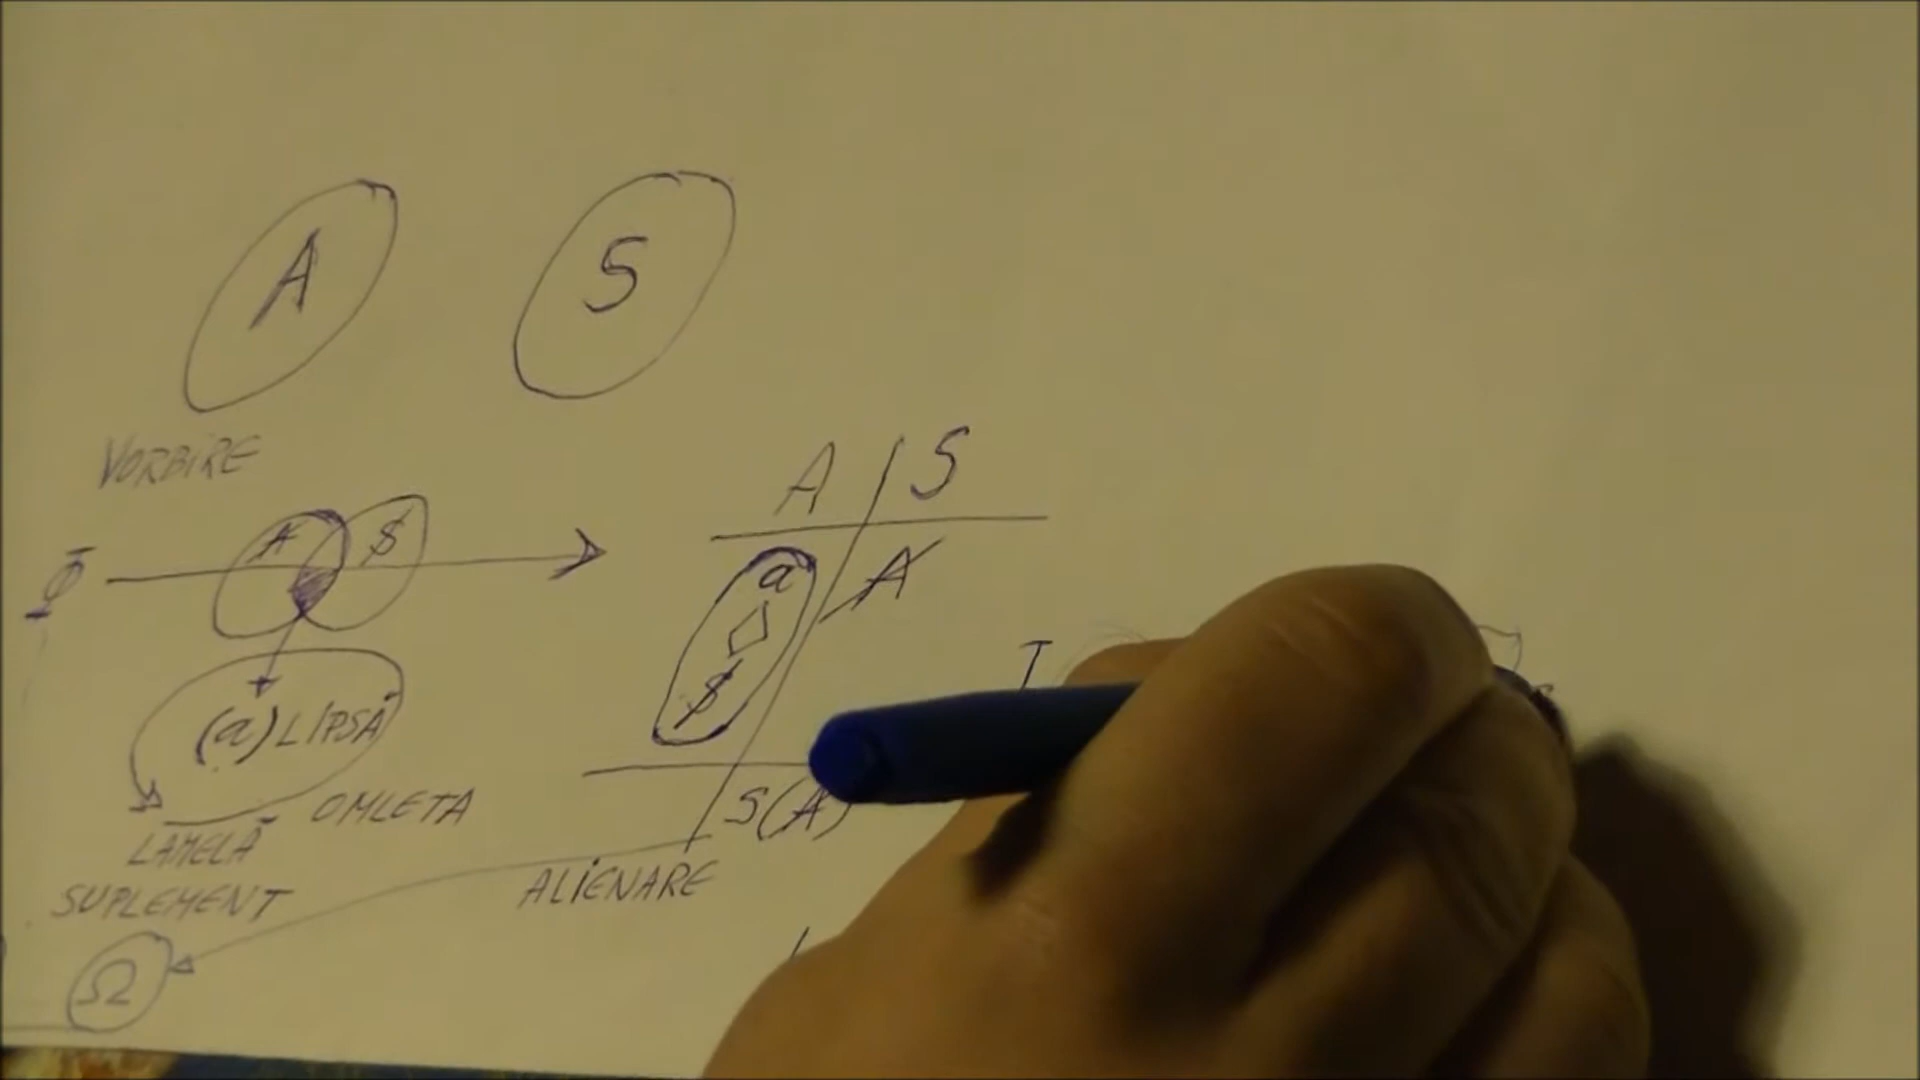 A S
VORBIRE
A | S
Φ A $
a Ⱥ
◇
$
(a) LIPSĂ
OMLETA
S(Ⱥ)
LAMELĂ
ALIENARE
SUPLEMENT
Ω